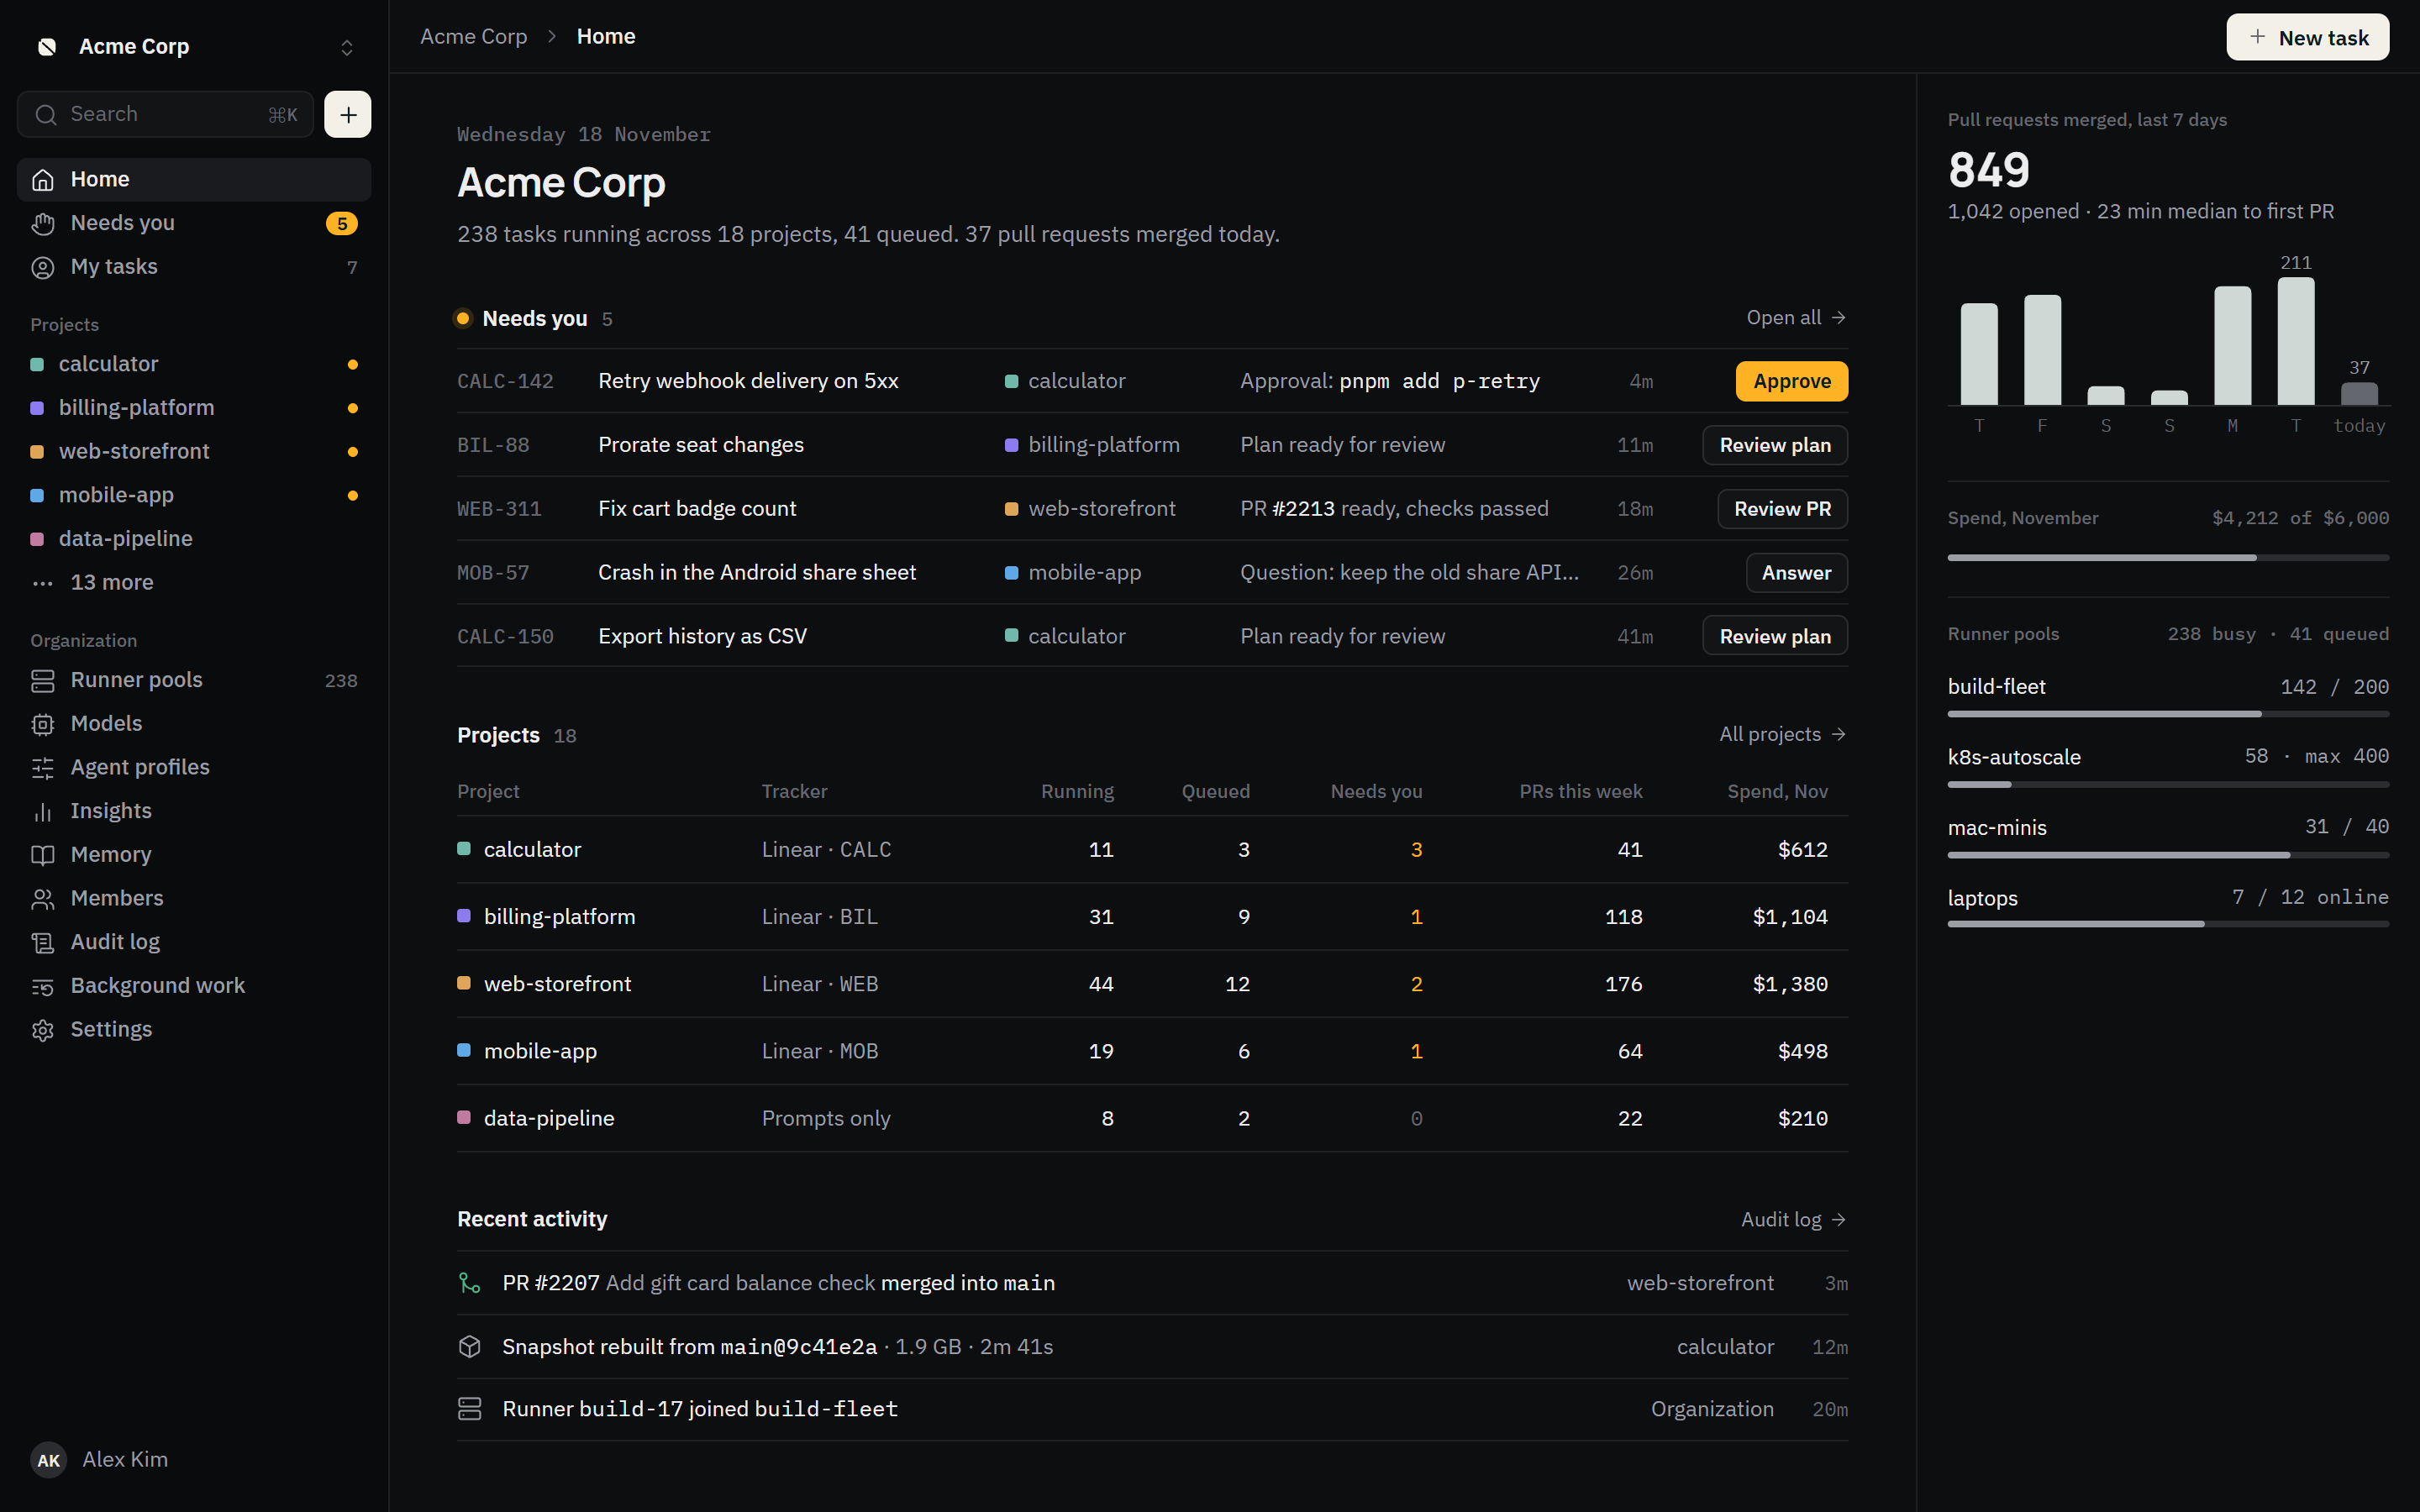 Acme Corp
Search ⌘K
Home
Needs you 5
My tasks 7
Projects
calculator
billing-platform
web-storefront
mobile-app
data-pipeline
13 more
Organization
Runner pools 238
Models
Agent profiles
Insights
Memory
Members
Audit log
Background work
Settings
AK Alex Kim
Acme Corp > Home
New task
Wednesday 18 November
Acme Corp
238 tasks running across 18 projects, 41 queued. 37 pull requests merged today.
Needs you 5 Open all →
CALC-142 Retry webhook delivery on 5xx calculator Approval: pnpm add p-retry 4m Approve
BIL-88 Prorate seat changes billing-platform Plan ready for review 11m Review plan
WEB-311 Fix cart badge count web-storefront PR #2213 ready, checks passed 18m Review PR
MOB-57 Crash in the Android share sheet mobile-app Question: keep the old share API... 26m Answer
CALC-150 Export history as CSV calculator Plan ready for review 41m Review plan
Projects 18 All projects →
Project Tracker Running Queued Needs you PRs this week Spend, Nov
calculator Linear · CALC 11 3 3 41 $612
billing-platform Linear · BIL 31 9 1 118 $1,104
web-storefront Linear · WEB 44 12 2 176 $1,380
mobile-app Linear · MOB 19 6 1 64 $498
data-pipeline Prompts only 8 2 0 22 $210
Recent activity Audit log →
PR #2207 Add gift card balance check merged into main web-storefront 3m
Snapshot rebuilt from main@9c41e2a · 1.9 GB · 2m 41s calculator 12m
Runner build-17 joined build-fleet Organization 20m
Pull requests merged, last 7 days
849
1,042 opened · 23 min median to first PR
211
37
T F S S M T today
Spend, November $4,212 of $6,000
Runner pools 238 busy · 41 queued
build-fleet 142 / 200
k8s-autoscale 58 · max 400
mac-minis 31 / 40
laptops 7 / 12 online